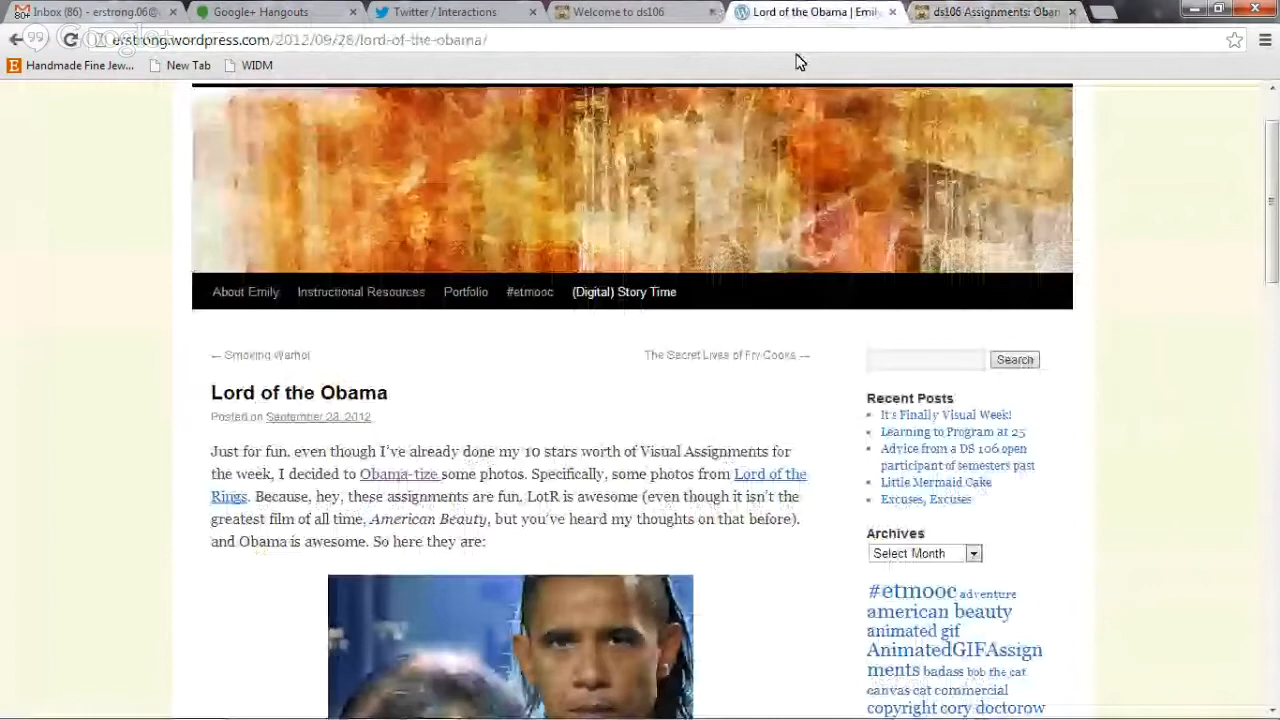 Inbox (86) - erstrong.06@
Google+ Hangouts
Twitter / Interactions
Welcome to ds106
Lord of the Obama | Emil
ds106 Assignments: Oban
99
erstrong.wordpress.com/2012/09/28/lord-of-the-obama/
Handmade Fine Jew...
New Tab
WIDM
About Emily
Instructional Resources
Portfolio
#etmooc
(Digital) Story Time
← Smoking Warhol
The Secret Lives of Fry Cooks →
Search
Lord of the Obama
Posted on September 28, 2012
Just for fun, even though I've already done my 10 stars worth of Visual Assignments for
the week, I decided to Obama-tize some photos. Specifically, some photos from Lord of the
Rings. Because, hey, these assignments are fun, LotR is awesome (even though it isn't the
greatest film of all time, American Beauty, but you've heard my thoughts on that before),
and Obama is awesome. So here they are:
Recent Posts
It's Finally Visual Week!
Learning to Program at 25
Advice from a DS 106 open
participant of semesters past
Little Mermaid Cake
Excuses, Excuses
Archives
Select Month
#etmooc adventure
american beauty
animated gif
AnimatedGIFAssign
ments badass bob the cat
canvas cat commercial
copyright cory doctorow